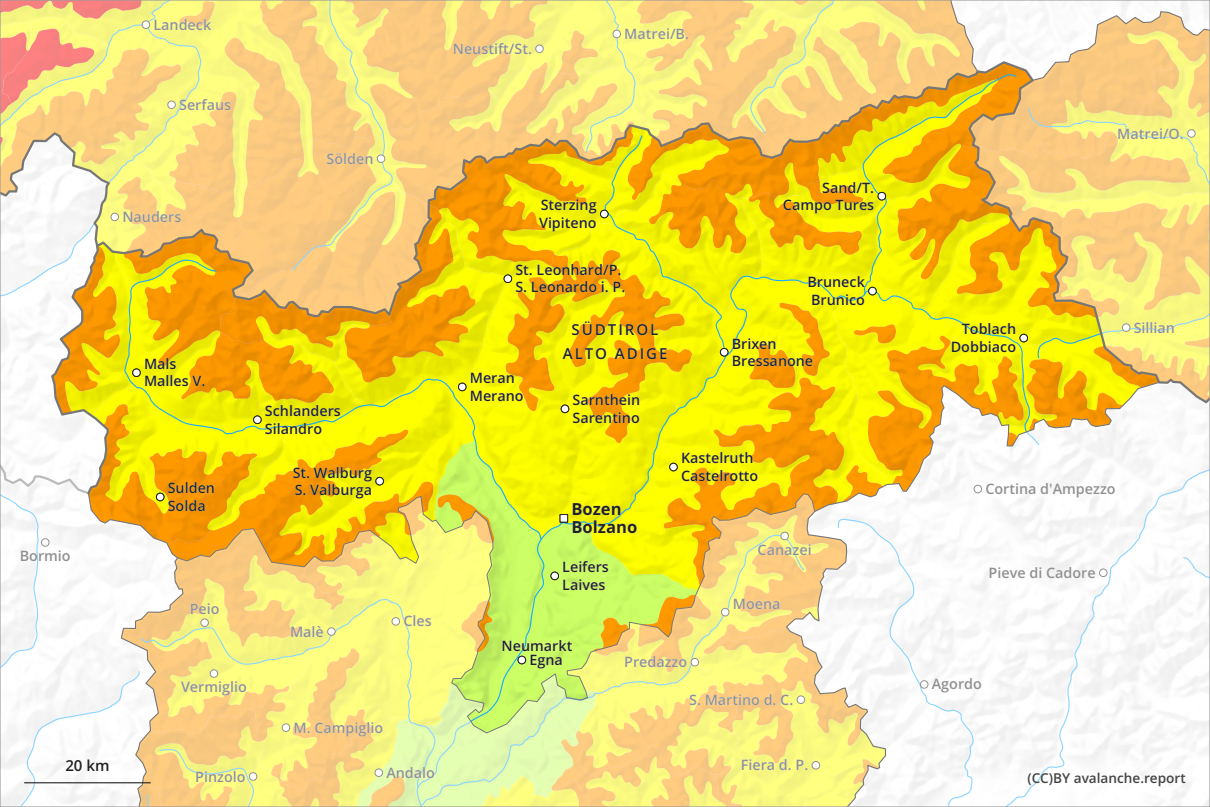 Landeck
Neustift/St.
Matrei/B.
Serfaus
Matrei/O.
Sölden
Sand/T.
Campo Tures
Nauders
Sterzing
Vipiteno
St. Leonhard/P.
S. Leonardo i. P.
Bruneck
Brunico
SÜDTIROL
ALTO ADIGE
Toblach
Dobbiaco
Sillian
Brixen
Bressanone
Mals
Malles V.
Meran
Merano
Sarnthein
Sarentino
Schlanders
Silandro
Kastelruth
Castelrotto
St. Walburg
S. Valburga
Sulden
Solda
Cortina d'Ampezzo
Bozen
Bolzano
Bormio
Canazei
Leifers
Laives
Pieve di Cadore
Peio
Moena
Malè
Cles
Neumarkt
Egna
Predazzo
Vermiglio
Agordo
S. Martino d. C.
M. Campiglio
Fiera d. P.
20 km
Pinzolo
Andalo
(CC)BY avalanche.report